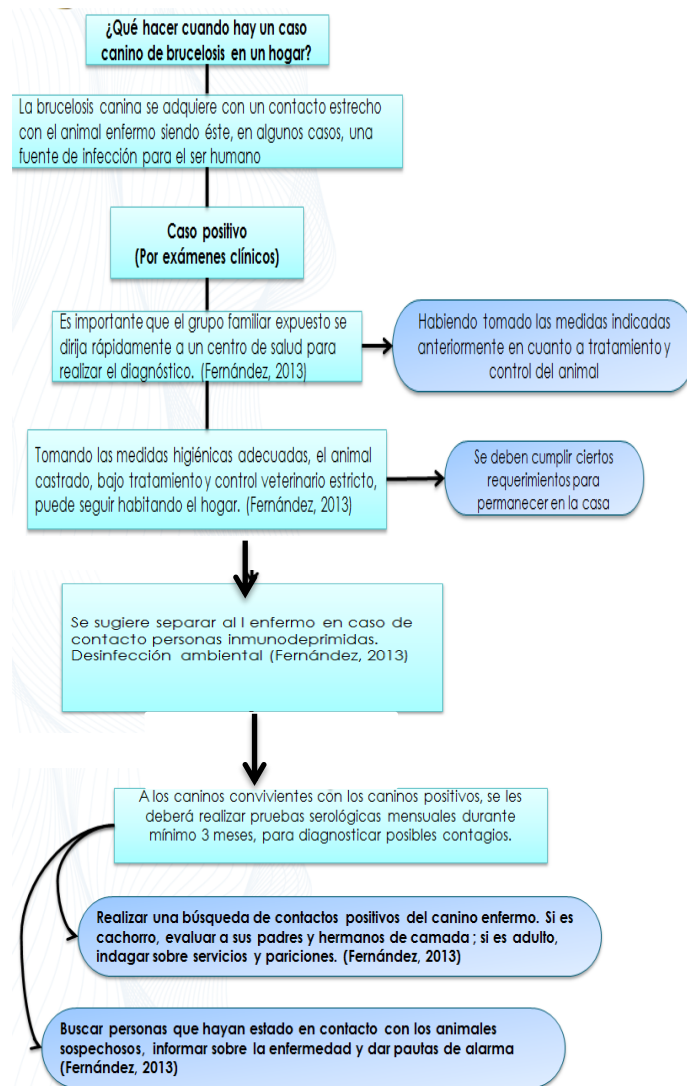 ¿Qué hacer cuando hay un caso
canino de brucelosis en un hogar?
La brucelosis canina se adquiere con un contacto estrecho
con el animal enfermo siendo éste, en algunos casos, una
fuente de infección para el ser humano
Caso positivo
(Por exámenes clínicos)
Es importante que el grupo familiar expuesto se
dirija rápidamente a un centro de salud para
realizar el diagnóstico. (Fernández, 2013)
Habiendo tomado las medidas indicadas
anteriormente en cuanto a tratamiento y
control del animal
Tomando las medidas higiénicas adecuadas, el animal
castrado, bajo tratamiento y control veterinario estricto,
puede seguir habitando el hogar. (Fernández, 2013)
Se deben cumplir ciertos
requerimientos para
permanecer en la casa
Se sugiere separar al l enfermo en caso de
contacto personas inmunodeprimidas.
Desinfección ambiental (Fernández, 2013)
A los caninos convivientes con los caninos positivos, se les
deberá realizar pruebas serológicas mensuales durante
mínimo 3 meses, para diagnosticar posibles contagios.
Realizar una búsqueda de contactos positivos del canino enfermo. Si es
cachorro, evaluar a sus padres y hermanos de camada ; si es adulto,
indagar sobre servicios y pariciones. (Fernández, 2013)
Buscar personas que hayan estado en contacto con los animales
sospechosos, informar sobre la enfermedad y dar pautas de alarma
(Fernández, 2013)